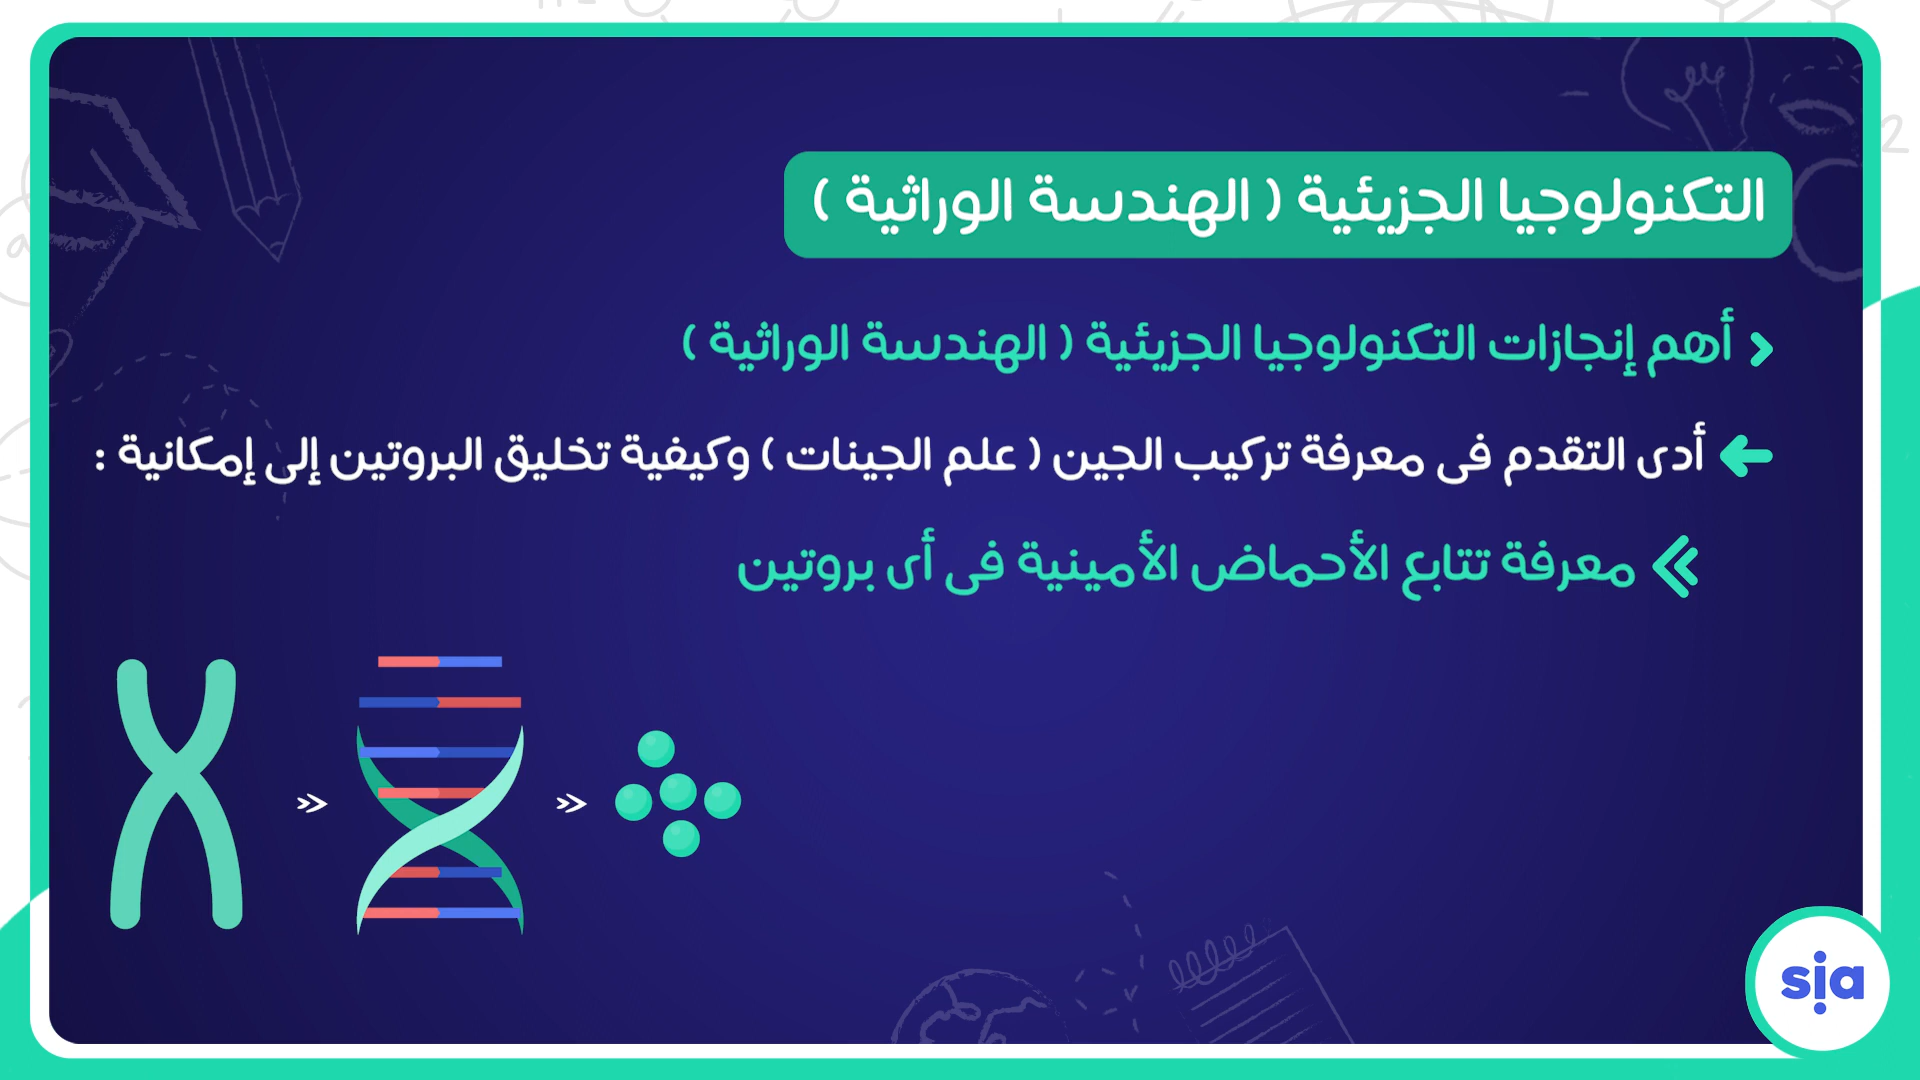 التكنولوجيا الجزيئية ( الهندسة الوراثية )
أهم إنجازات التكنولوجيا الجزيئية ( الهندسة الوراثية )
أدى التقدم فى معرفة تركيب الجين ( علم الجينات ) وكيفية تخليق البروتين إلى إمكانية :
معرفة تتابع الأحماض الأمينية فى أى بروتين
sia